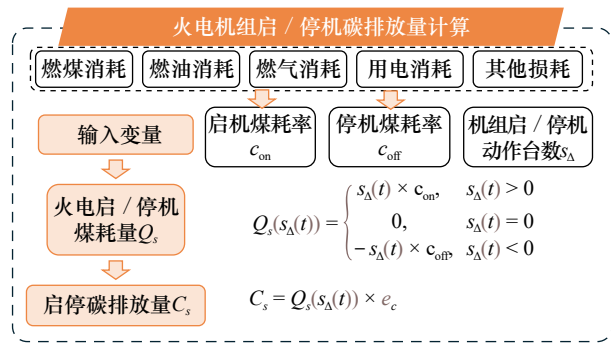 火电机组启／停机碳排放量计算
燃煤消耗 燃油消耗 燃气消耗 用电消耗 其他损耗
输入变量
启机煤耗率
c_on
停机煤耗率
c_off
机组启／停机
动作台数s_Δ
火电启／停机
煤耗量Q_s
Q_s(s_Δ(t))=
s_Δ(t) × c_on, s_Δ(t) > 0
0, s_Δ(t) = 0
− s_Δ(t) × c_off, s_Δ(t) < 0
启停碳排放量C_s
C_s = Q_s(s_Δ(t)) × e_c